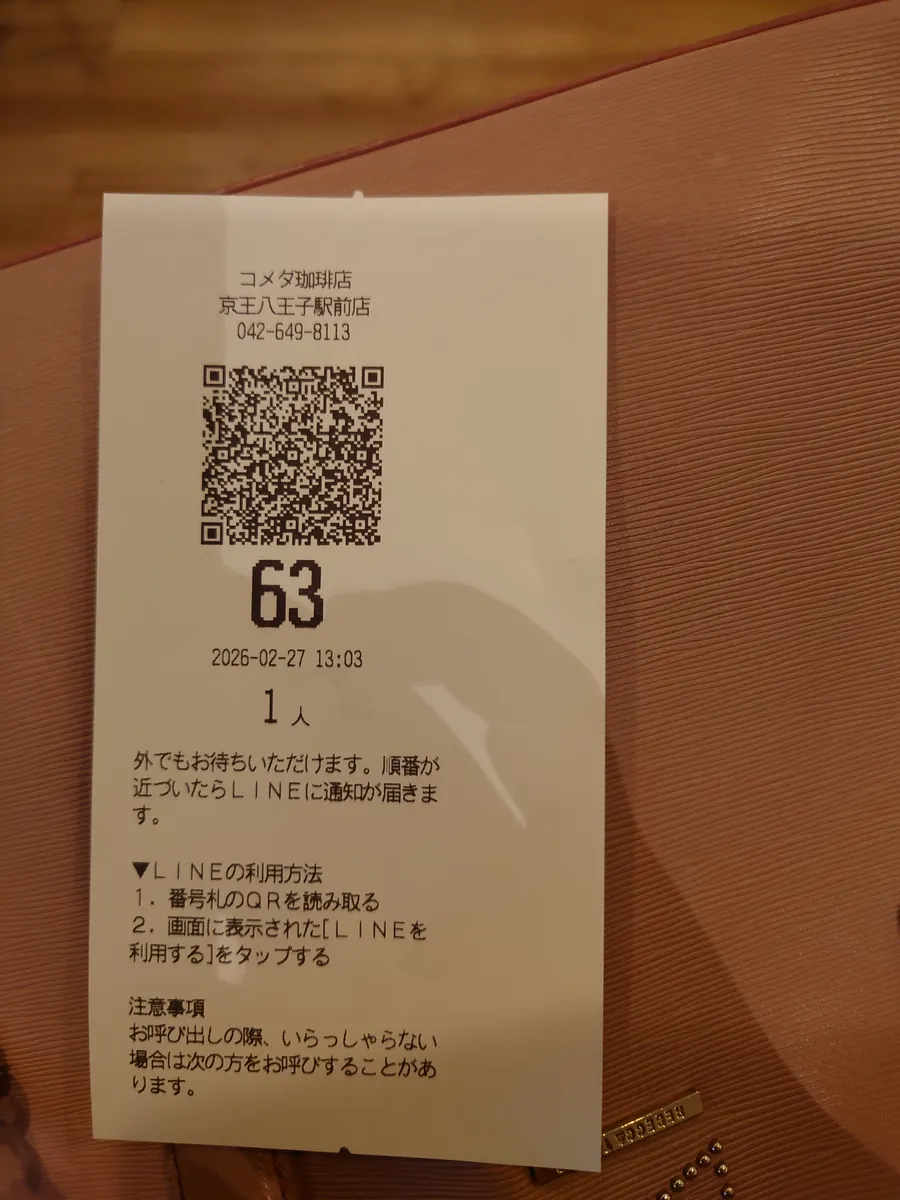 コメダ珈琲店
京王八王子駅前店
042-649-8113
63
2026-02-27 13:03
1 人
外でもお待ちいただけます。順番が
近づいたらＬＩＮＥに通知が届きま
す。
▼ＬＩＮＥの利用方法
１．番号札のＱＲを読み取る
２．画面に表示された[ＬＩＮＥを
利用する]をタップする
注意事項
お呼び出しの際、いらっしゃらない
場合は次の方をお呼びすることがあ
ります。
REBECCA